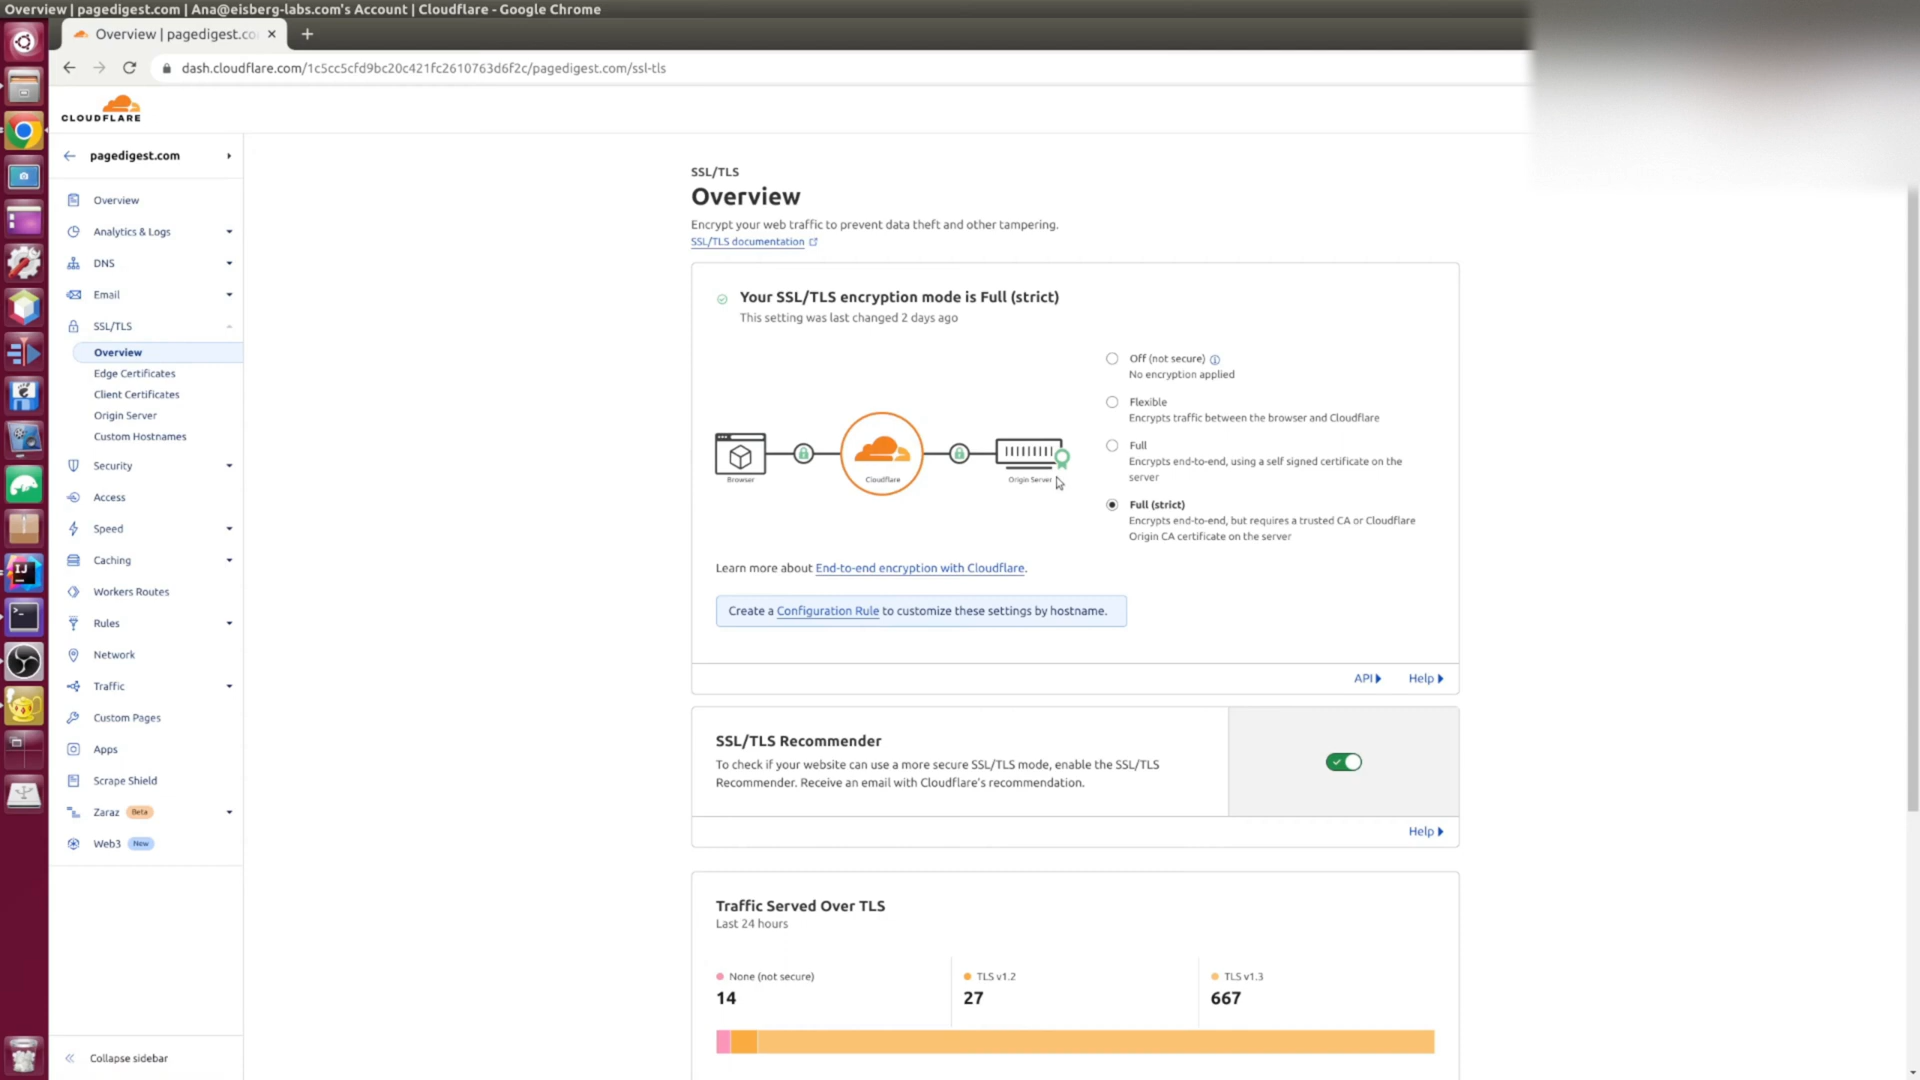 Overview | pagedigest.com | Ana@eisberg-labs.com's Account | Cloudflare - Google Chrome
Overview | pagedigest.co
dash.cloudflare.com/1c5cc5cfd9bc20c421fc2610763d6f2c/pagedigest.com/ssl-tls
CLOUDFLARE
pagedigest.com
Overview
Analytics & Logs
DNS
Email
SSL/TLS
Overview
Edge Certificates
Client Certificates
Origin Server
Custom Hostnames
Security
Access
Speed
Caching
Workers Routes
Rules
Network
Traffic
Custom Pages
Apps
Scrape Shield
Zaraz Beta
Web3 New
Collapse sidebar
SSL/TLS
Overview
Encrypt your web traffic to prevent data theft and other tampering.
SSL/TLS documentation
Your SSL/TLS encryption mode is Full (strict)
This setting was last changed 2 days ago
Browser
Cloudflare
Origin Server
Off (not secure)
No encryption applied
Flexible
Encrypts traffic between the browser and Cloudflare
Full
Encrypts end-to-end, using a self signed certificate on the
server
Full (strict)
Encrypts end-to-end, but requires a trusted CA or Cloudflare
Origin CA certificate on the server
Learn more about End-to-end encryption with Cloudflare.
Create a Configuration Rule to customize these settings by hostname.
API
Help
SSL/TLS Recommender
To check if your website can use a more secure SSL/TLS mode, enable the SSL/TLS
Recommender. Receive an email with Cloudflare's recommendation.
Help
Traffic Served Over TLS
Last 24 hours
None (not secure)
14
TLS v1.2
27
TLS v1.3
667